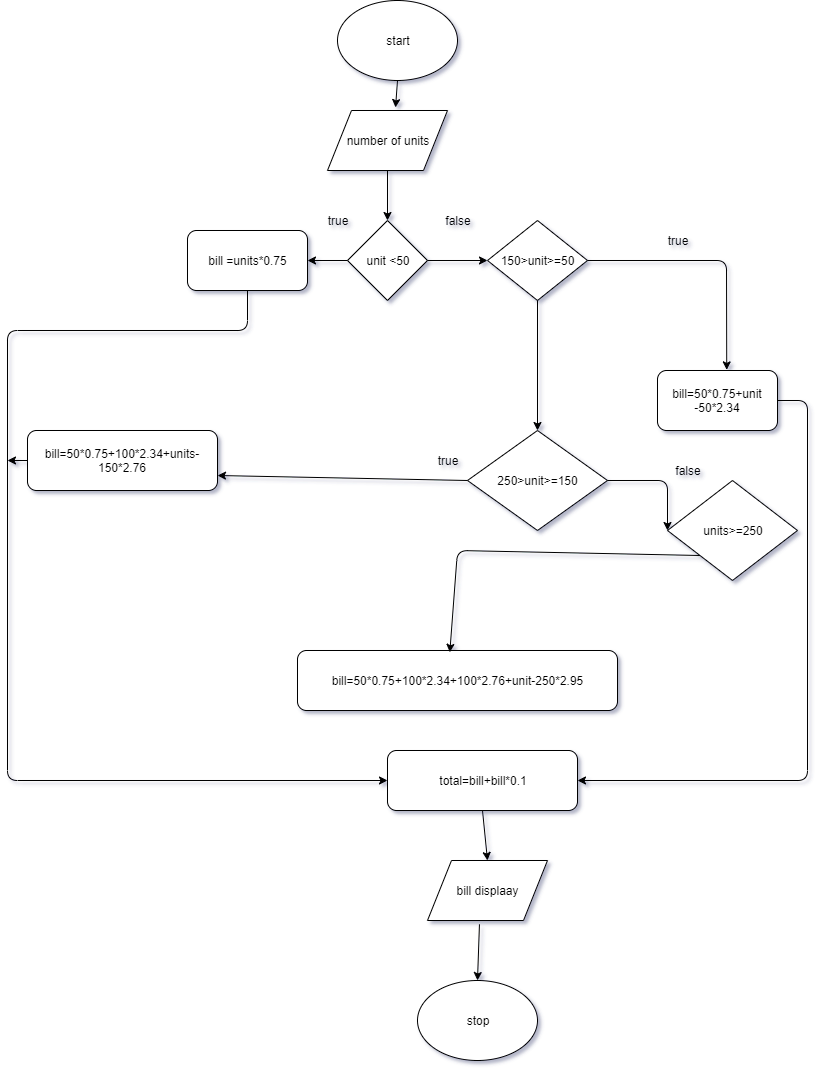 start
number of units
true
false
unit <50
bill =units*0.75
150>unit>=50
true
bill=50*0.75+unit
-50*2.34
bill=50*0.75+100*2.34+units-
150*2.76
true
250>unit>=150
false
units>=250
bill=50*0.75+100*2.34+100*2.76+unit-250*2.95
total=bill+bill*0.1
bill displaay
stop